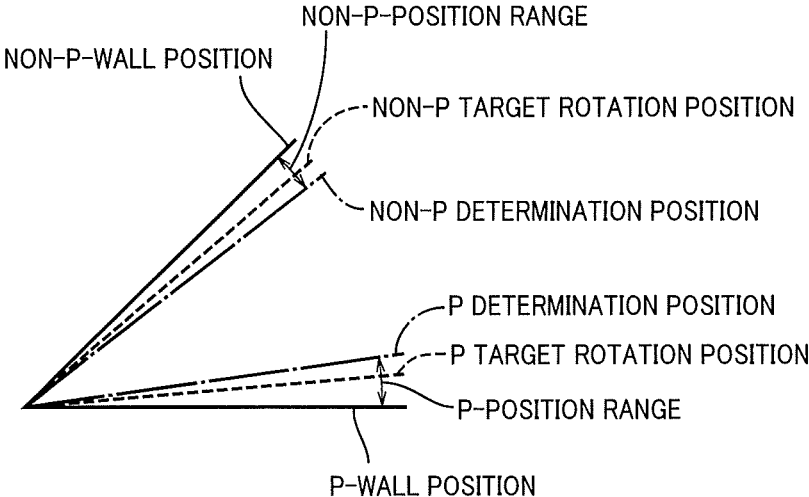 NON-P-POSITION RANGE
NON-P-WALL POSITION
NON-P TARGET ROTATION POSITION
NON-P DETERMINATION POSITION
P DETERMINATION POSITION
P TARGET ROTATION POSITION
P-POSITION RANGE
P-WALL POSITION